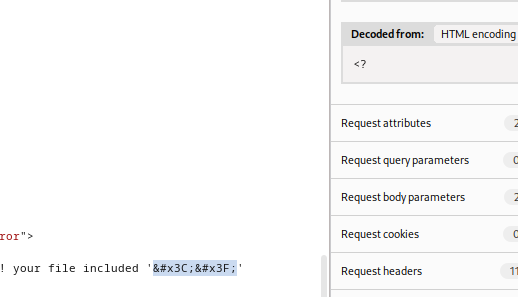 Decoded from: HTML encoding
<?
Request attributes 2
Request query parameters 0
Request body parameters 2
Request cookies 0
Request headers 11
ror">
! your file included '&#x3C;&#x3F;'